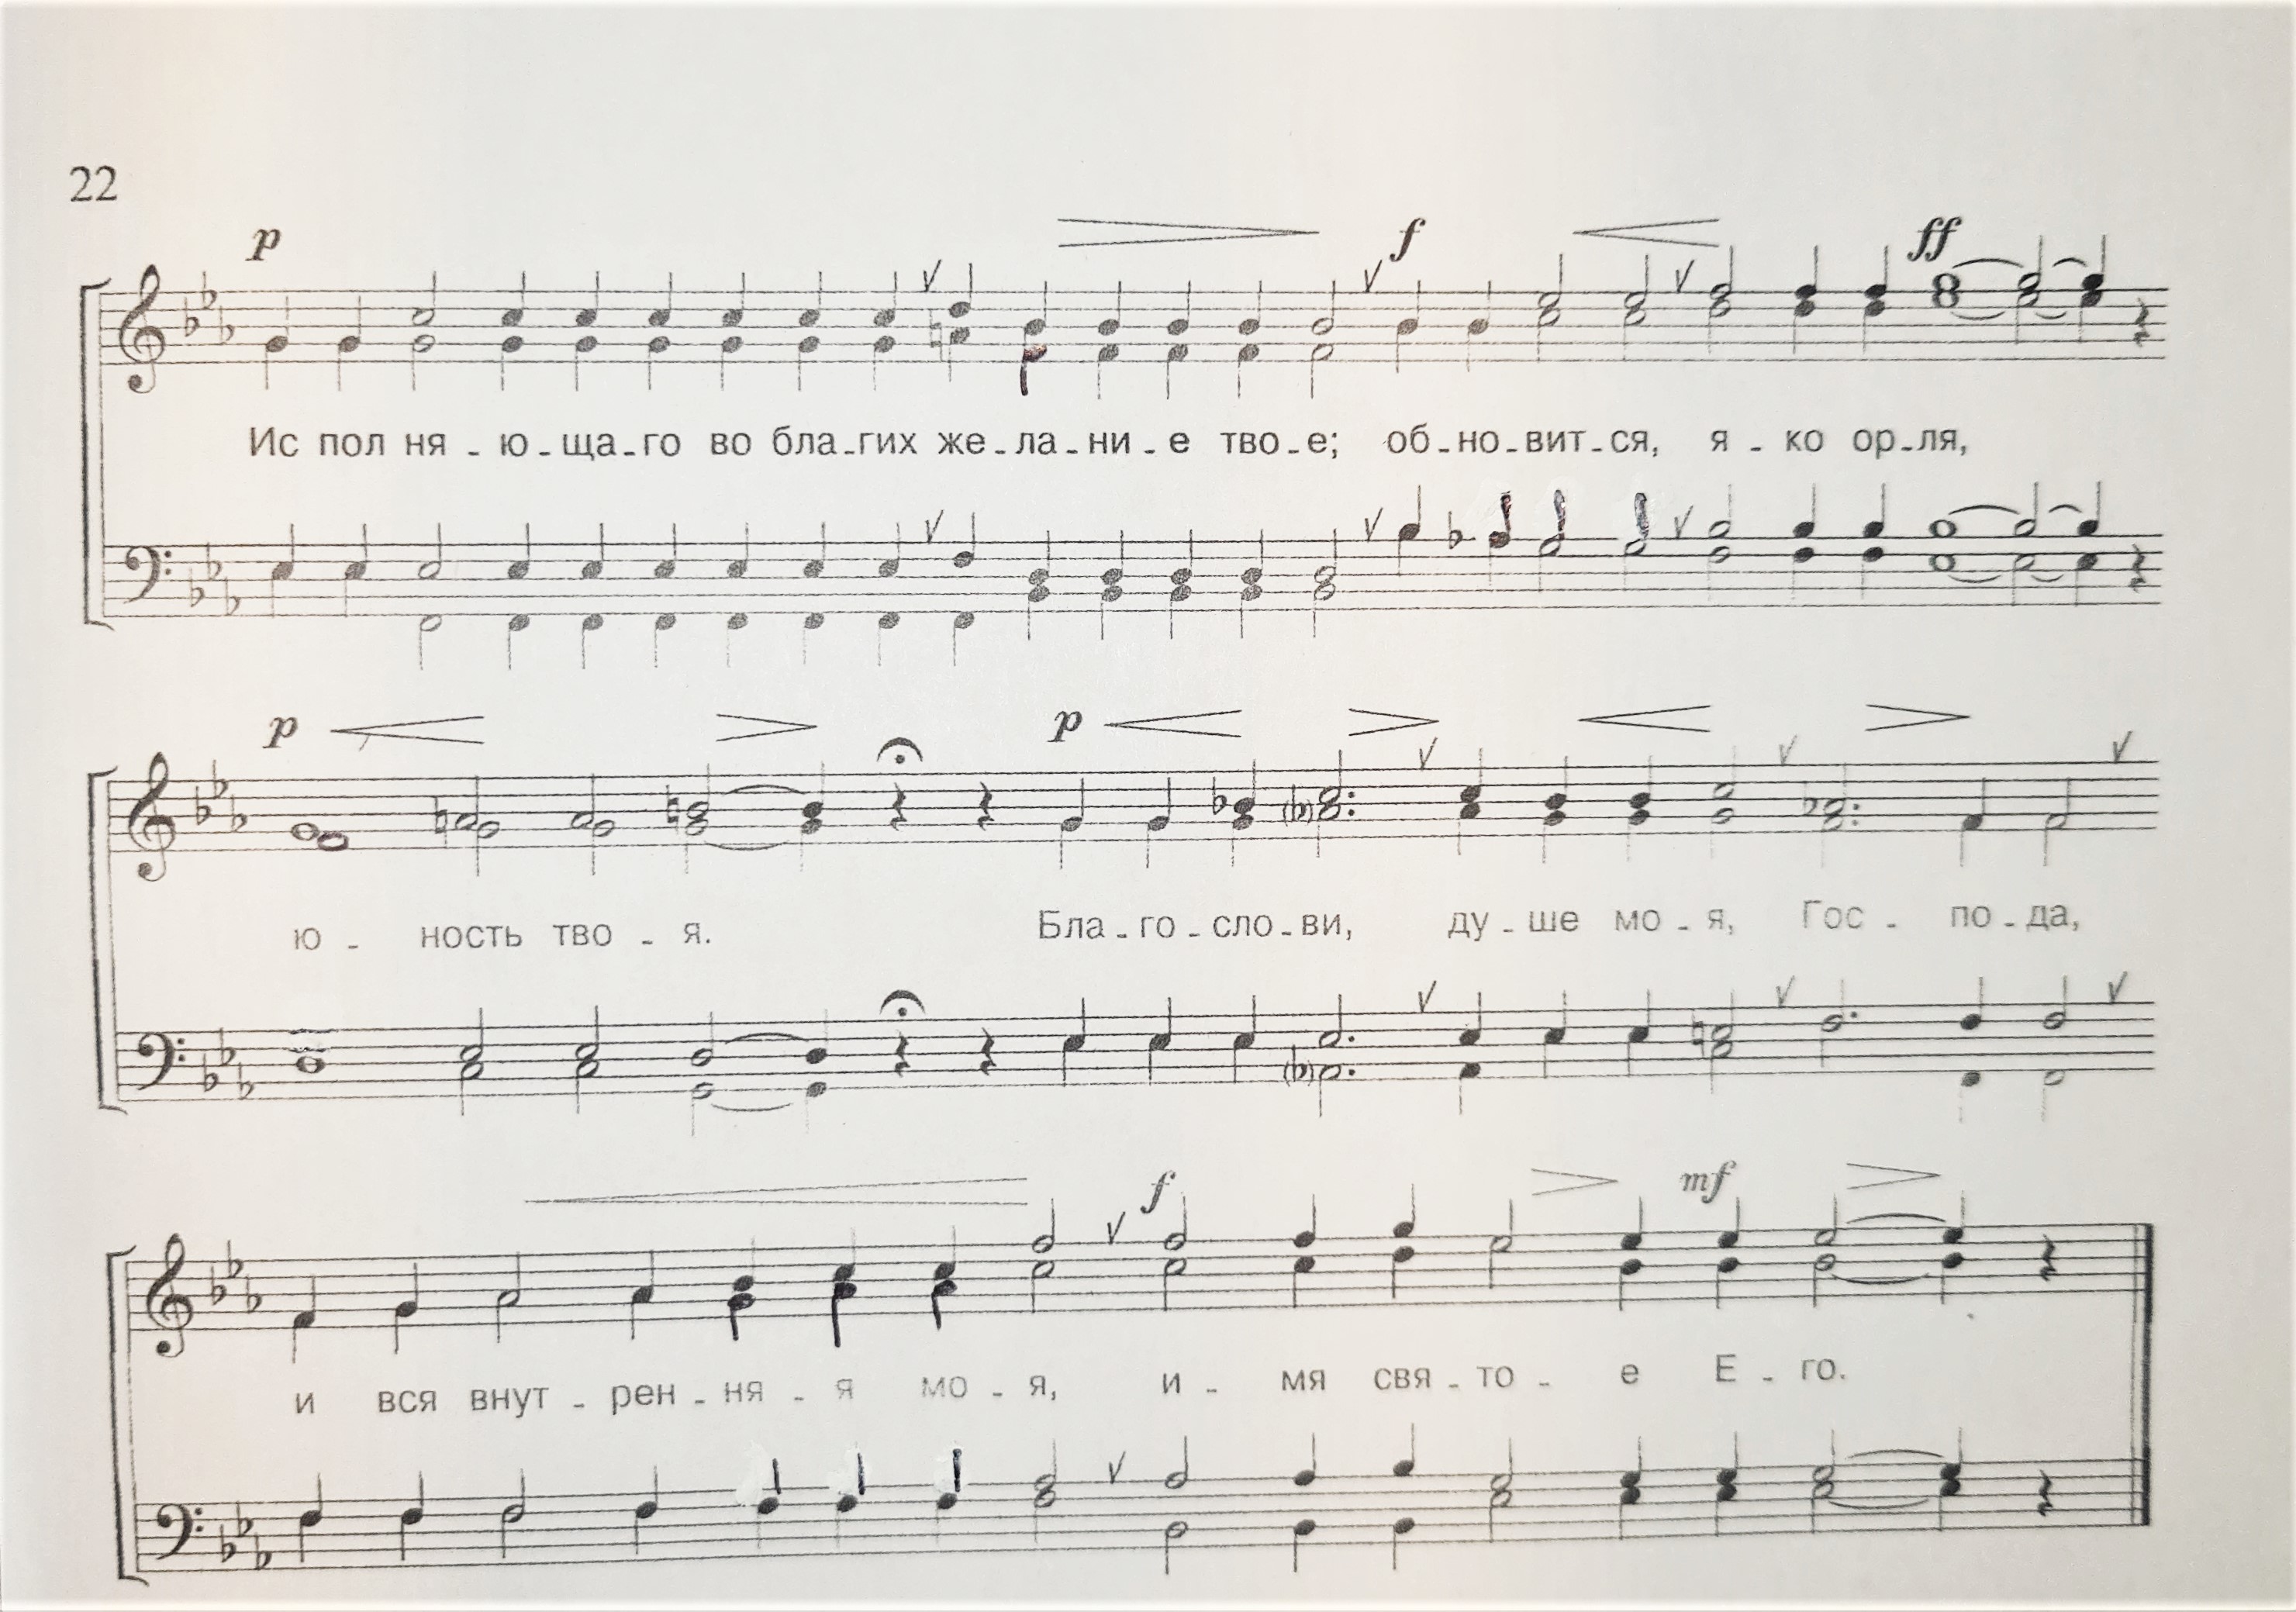 22
p f ff
Ис пол ня - ю - ща - го во бла - гих же - ла - ни - е тво - е; об - но - вит - ся, я - ко ор - ля,
p p
ю - ность тво - я. Бла - го - сло - ви, ду - ше мо - я, Гос - по - да,
f mf
и вся внут - рен - ня - я мо - я, и - мя свя - то - е Е - го.